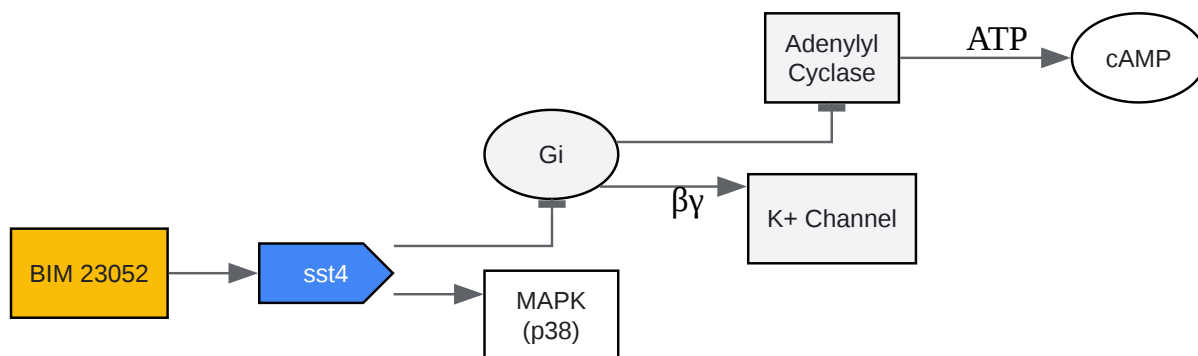 Adenylyl
Cyclase
ATP
cAMP
Gi
βγ
K+ Channel
BIM 23052
sst4
MAPK
(p38)